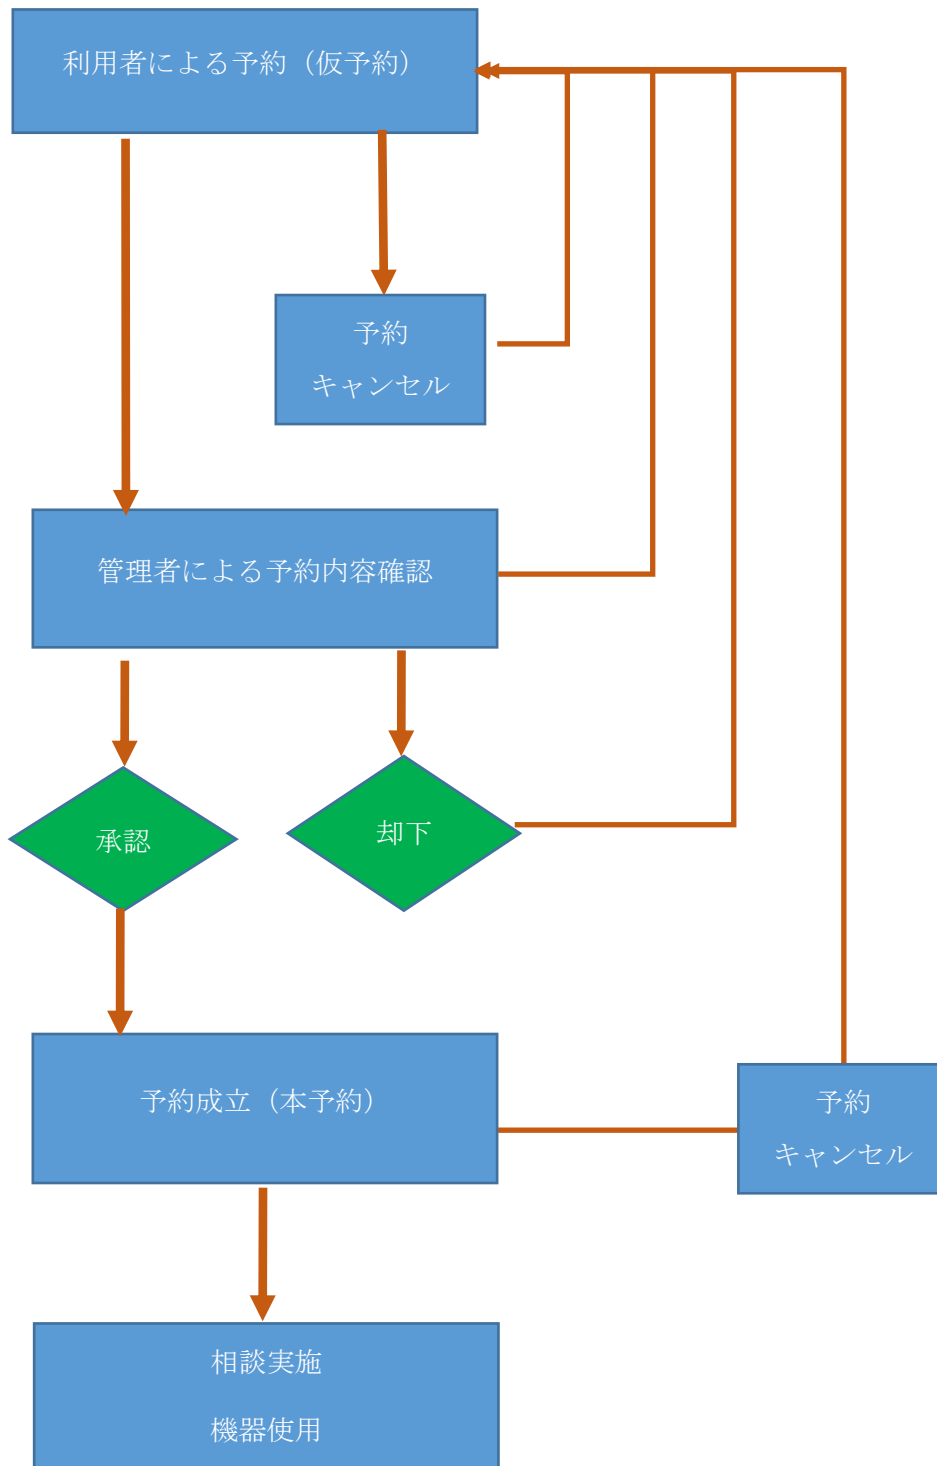 利用者による予約（仮予約）
予約
キャンセル
管理者による予約内容確認
承認
却下
予約成立（本予約）
予約
キャンセル
相談実施
機器使用